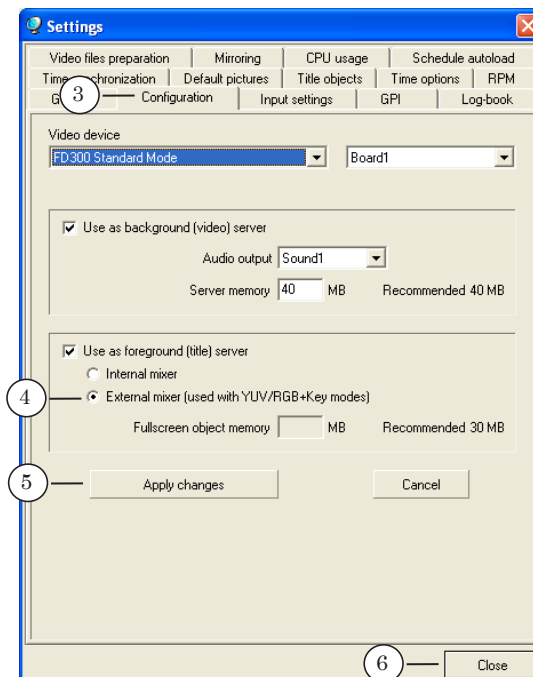 Settings
Video files preparation Mirroring CPU usage Schedule autoload
Default pictures Title objects Time options RPM
3 Configuration Input settings GPI Log-book
Video device
FD300 Standard Mode Board1
Use as background (video) server
Audio output Sound1
Server memory 40 MB Recommended 40 MB
Use as foreground (title) server
Internal mixer
4 External mixer (used with YUV/RGB+Key modes)
Fullscreen object memory MB Recommended 30 MB
5 Apply changes Cancel
6 Close